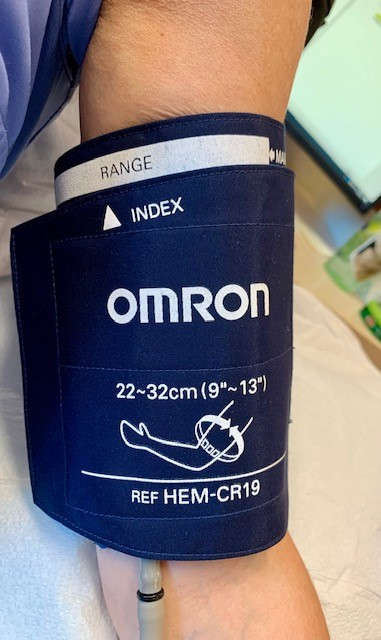 RANGE
INDEX
OMRON
22~32cm (9"~13")
REF HEM-CR19